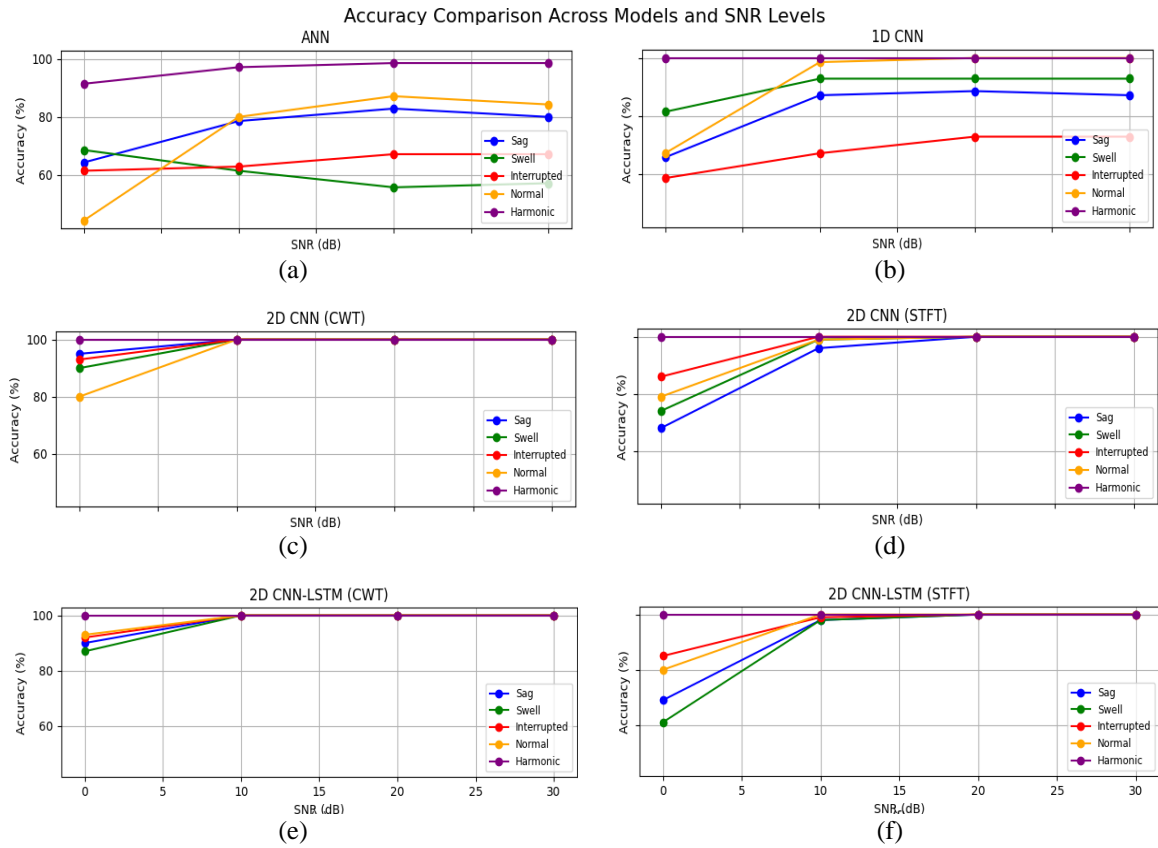 Accuracy Comparison Across Models and SNR Levels
ANN
100
80
60
Accuracy (%)
Sag
Swell
Interrupted
Normal
Harmonic
SNR (dB)
(a)
1D CNN
Accuracy (%)
Sag
Swell
Interrupted
Normal
Harmonic
SNR (dB)
(b)
2D CNN (CWT)
100
80
60
Accuracy (%)
Sag
Swell
Interrupted
Normal
Harmonic
SNR (dB)
(c)
2D CNN (STFT)
Accuracy (%)
Sag
Swell
Interrupted
Normal
Harmonic
SNR (dB)
(d)
2D CNN-LSTM (CWT)
100
80
60
Accuracy (%)
Sag
Swell
Interrupted
Normal
Harmonic
0 5 10 15 20 25 30
SNR (dB)
(e)
2D CNN-LSTM (STFT)
Accuracy (%)
Sag
Swell
Interrupted
Normal
Harmonic
0 5 10 15 20 25 30
SNR
(f)